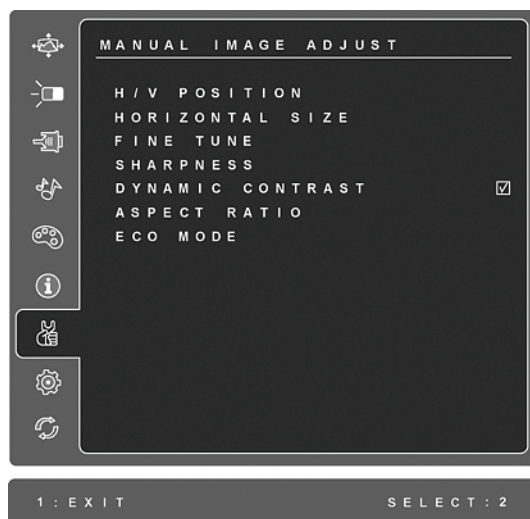 MANUAL IMAGE ADJUST
H/V POSITION
HORIZONTAL SIZE
FINE TUNE
SHARPNESS
DYNAMIC CONTRAST
ASPECT RATIO
ECO MODE
1:EXIT SELECT:2